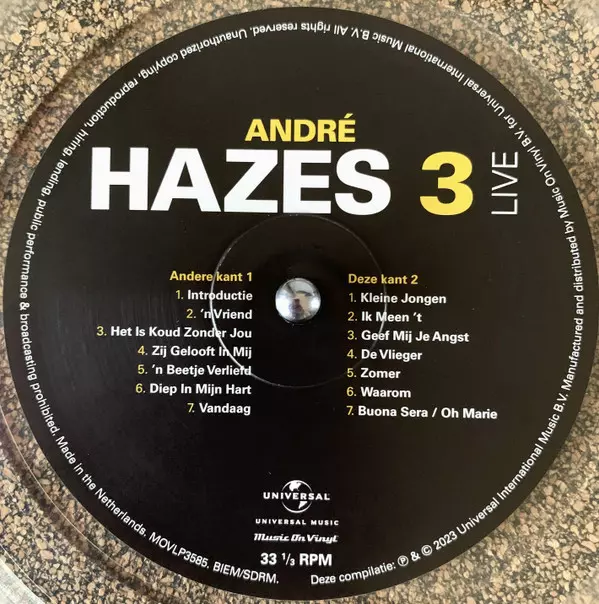 ANDRÉ
HAZES 3
LIVE
Andere kant 1
1. Introductie
2. 'n Vriend
3. Het Is Koud Zonder Jou
4. Zij Gelooft In Mij
5. 'n Beetje Verliefd
6. Diep In Mijn Hart
7. Vandaag
Deze kant 2
1. Kleine Jongen
2. Ik Meen 't
3. Geef Mij Je Angst
4. De Vlieger
5. Zomer
6. Waarom
7. Buona Sera / Oh Marie
UNIVERSAL
UNIVERSAL MUSIC
Music On Vinyl
33 1/3 RPM
Deze compilatie: ℗ & © 2023 Universal International Music B.V. Manufactured and distributed by Music On Vinyl B.V. for Universal International Music B.V. All rights reserved. Unauthorized copying, reproduction, hiring, lending, public performance & broadcasting prohibited. Made in the Netherlands. MOVLP3585. BIEM/SDRM.